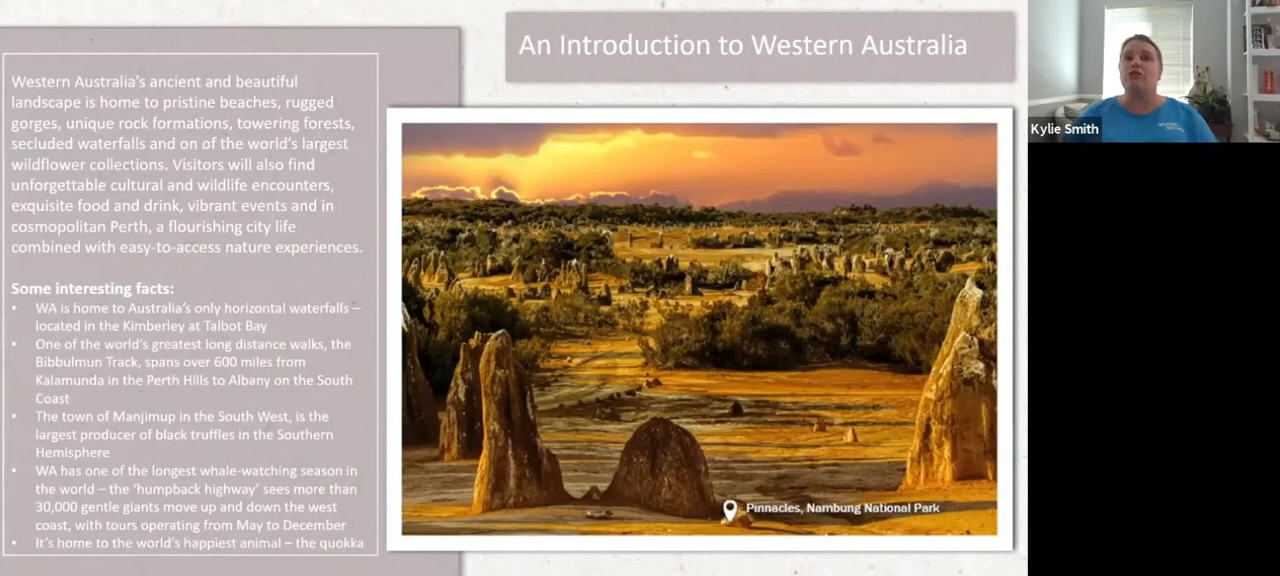 An Introduction to Western Australia
Western Australia's ancient and beautiful
landscape is home to pristine beaches, rugged
gorges, unique rock formations, towering forests,
secluded waterfalls and on of the world's largest
wildflower collections. Visitors will also find
unforgettable cultural and wildlife encounters,
exquisite food and drink, vibrant events and in
cosmopolitan Perth, a flourishing city life
combined with easy-to-access nature experiences.
Some interesting facts:
• WA is home to Australia's only horizontal waterfalls –
located in the Kimberley at Talbot Bay
• One of the world's greatest long distance walks, the
Bibbulmun Track, spans over 600 miles from
Kalamunda in the Perth Hills to Albany on the South
Coast
• The town of Manjimup in the South West, is the
largest producer of black truffles in the Southern
Hemisphere
• WA has one of the longest whale-watching season in
the world – the 'humpback highway' sees more than
30,000 gentle giants move up and down the west
coast, with tours operating from May to December
• It's home to the world's happiest animal – the quokka
Pinnacles, Nambung National Park
Kylie Smith